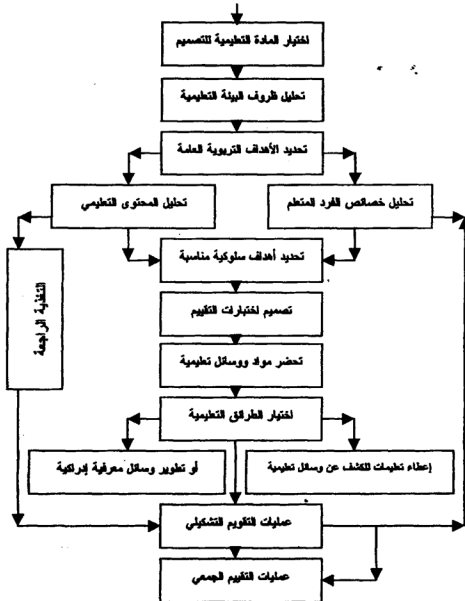 اختيار المادة التعليمية للتصميم
تحليل ظروف البيئة التعليمية
تحديد الأهداف التربوية العامة
تحليل خصائص الفرد المتعلم
تحليل المحتوى التعليمي
تحديد أهداف سلوكية مناسبة
التغذية الراجعة
تصميم اختبارات التقييم
تحضر مواد ووسائل تعليمية
اختيار الطرائق التعليمية
إعطاء تعليمات للكشف عن وسائل تعليمية
أو تطوير وسائل معرفية إدراكية
عمليات التقويم التشكيلي
عمليات التقييم الجمعي